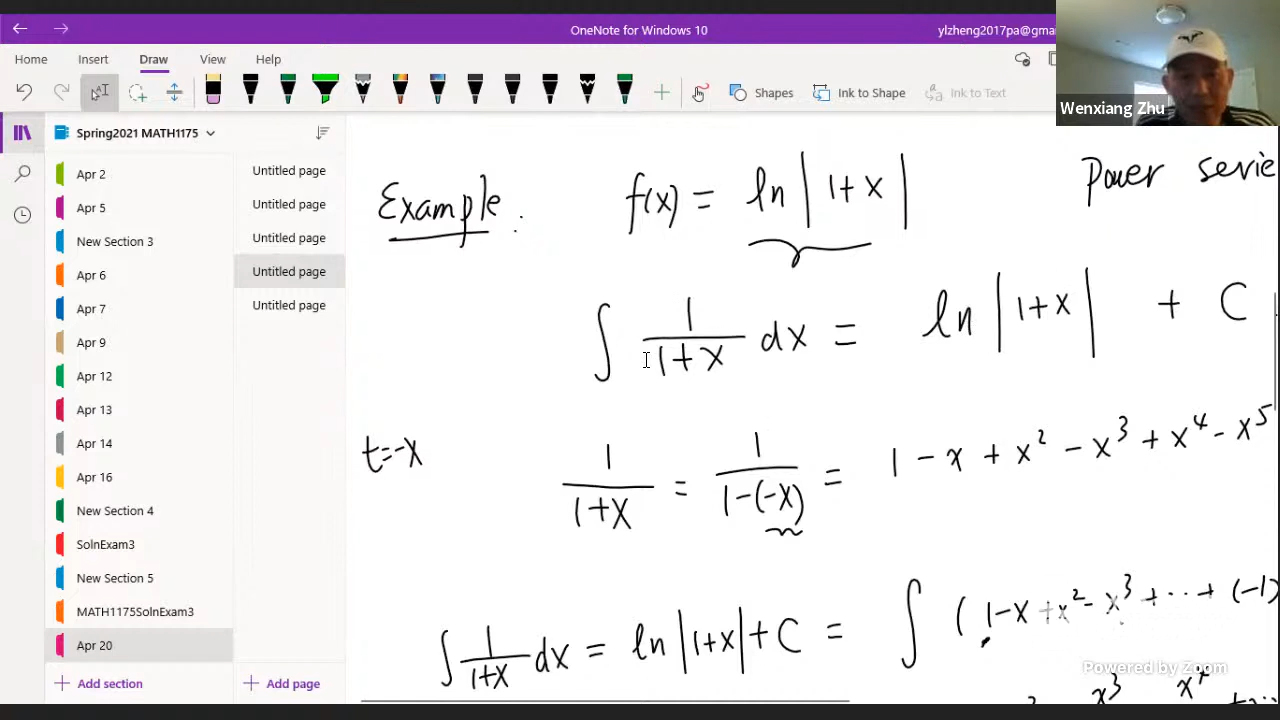 OneNote for Windows 10
ylzheng2017pa@gma
Home Insert Draw View Help
Shapes Ink to Shape Ink to Text
Wenxiang Zhu
Spring2021 MATH1175
Apr 2
Apr 5
New Section 3
Apr 6
Apr 7
Apr 9
Apr 12
Apr 13
Apr 14
Apr 16
New Section 4
SolnExam3
New Section 5
MATH1175SolnExam3
Apr 20
Add section
Untitled page
Untitled page
Untitled page
Untitled page
Untitled page
Add page
Example. f(x) = ln|1+x| Power serie
∫ 1/(1+x) dx = ln|1+x| + C
t=-x 1/(1+x) = 1/(1-(-x)) = 1 - x + x² - x³ + x⁴ - x⁵
∫ 1/(1+x) dx = ln|1+x| + C = ∫ (1-x+x²-x³+⋯+(-1)
Powered by Zoom